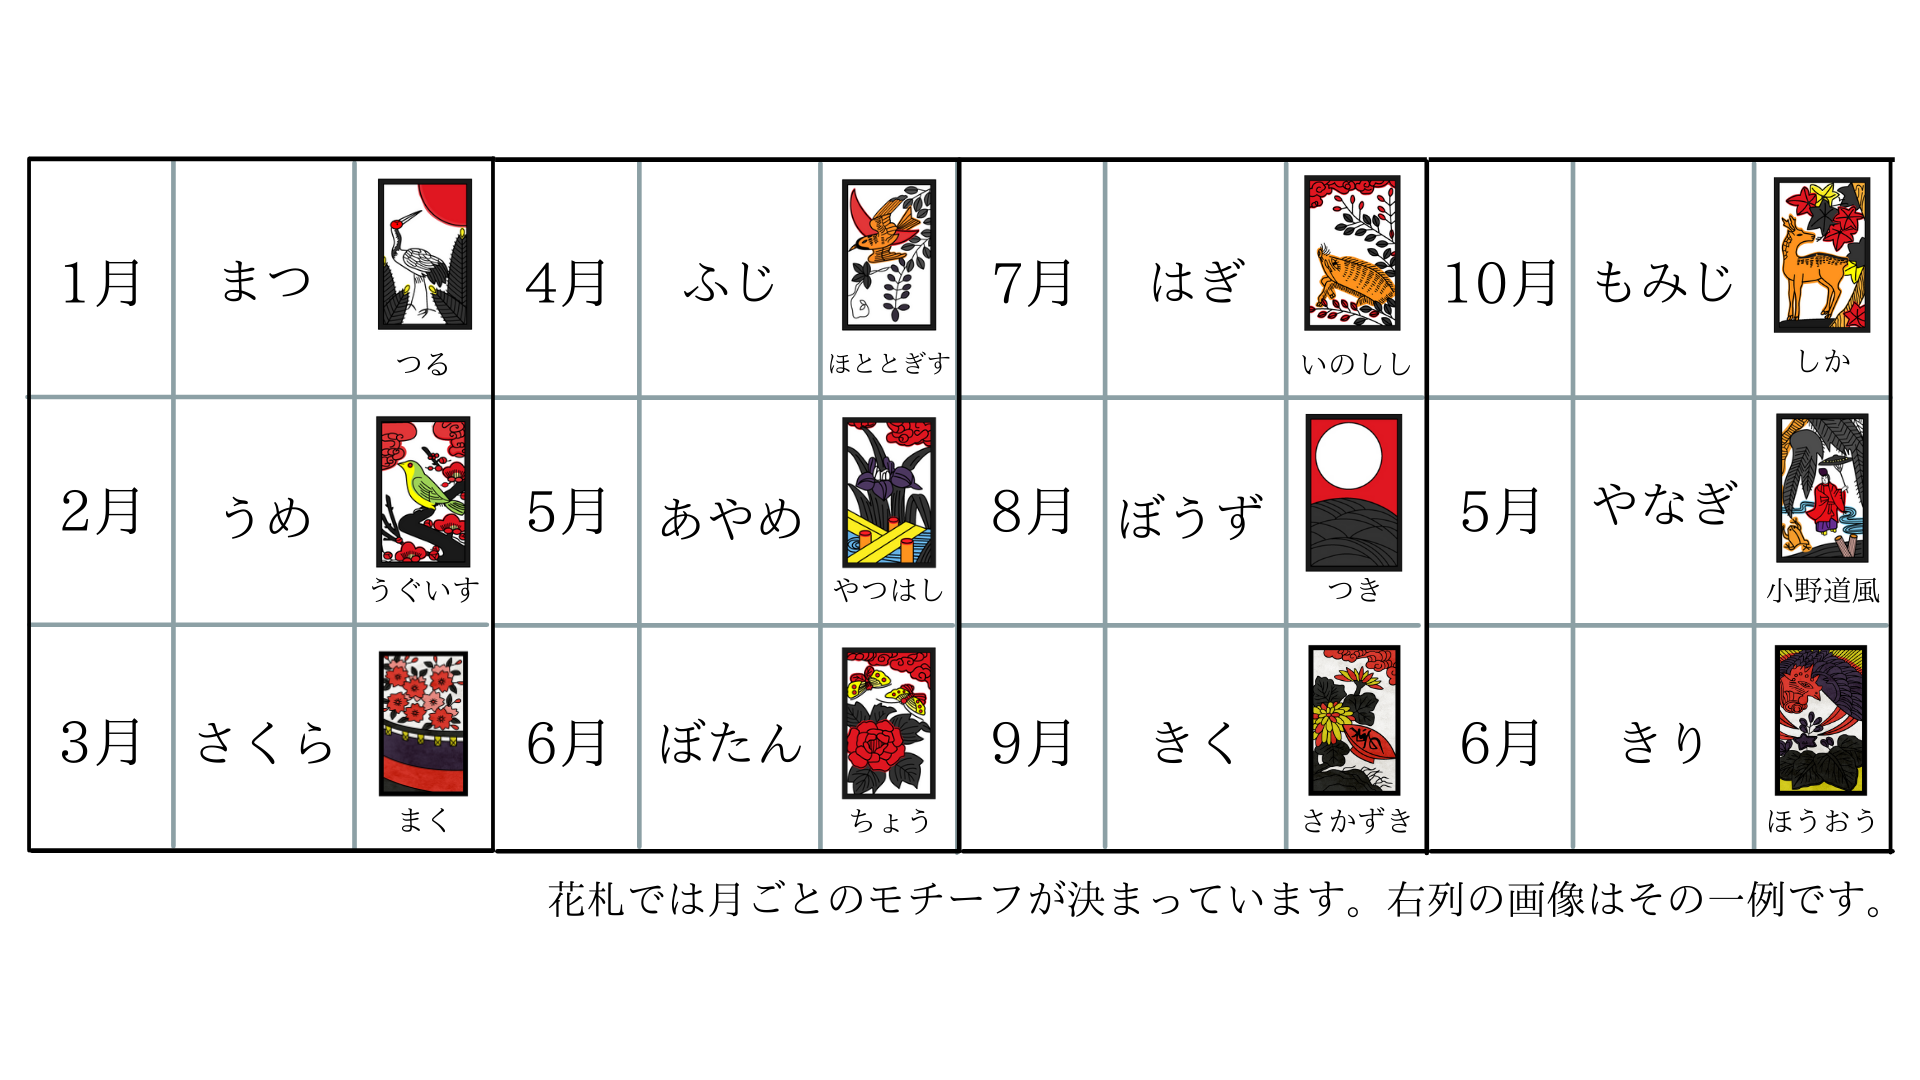 1月 まつ つる
2月 うめ うぐいす
3月 さくら まく
4月 ふじ ほととぎす
5月 あやめ やつはし
6月 ぼたん ちょう
7月 はぎ いのしし
8月 ぼうず つき
9月 きく さかずき
10月 もみじ しか
5月 やなぎ 小野道風
6月 きり ほうおう
花札では月ごとのモチーフが決まっています。右列の画像はその一例です。